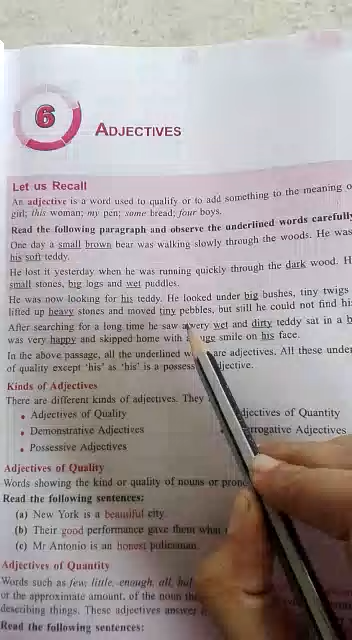 6
ADJECTIVES
Let us Recall
An adjective is a word used to qualify or to add something to the meaning o
girl; this woman; my pen; some bread; four boys.
Read the following paragraph and observe the underlined words carefully
One day a small brown bear was walking slowly through the woods. He was
his soft teddy.
He lost it yesterday when he was running quickly through the dark wood. H
small stones, big logs and wet puddles.
He was now looking for his teddy. He looked under big bushes, tiny twigs
lifted up heavy stones and moved tiny pebbles, but still he could not find hi
After searching for a long time he saw a very wet and dirty teddy sat in a b
was very happy and skipped home with huge smile on his face.
In the above passage, all the underlined are adjectives. All these unde
of quality except 'his' as 'his' is a possess jective.
Kinds of Adjectives
There are different kinds of adjectives. They
• Adjectives of Quality djectives of Quantity
• Demonstrative Adjectives rrogative Adjectives
• Possessive Adjectives
Adjectives of Quality
Words showing the kind or quality of nouns or pron
Read the following sentences:
(a) New York is a beautiful city.
(b) Their good performance gave them what
(c) Mr Antonio is an honest policeman.
Adjectives of Quantity
Words such as few, little, enough, all, hal
or the approximate amount, of the noun th
describing things. These adjectives answer
Read the following sentences: